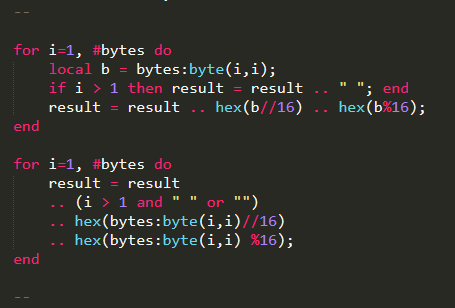 --
for i=1, #bytes do
local b = bytes:byte(i,i);
if i > 1 then result = result .. " "; end
result = result .. hex(b//16) .. hex(b%16);
end
for i=1, #bytes do
result = result
.. (i > 1 and " " or "")
.. hex(bytes:byte(i,i)//16)
.. hex(bytes:byte(i,i) %16);
end
--